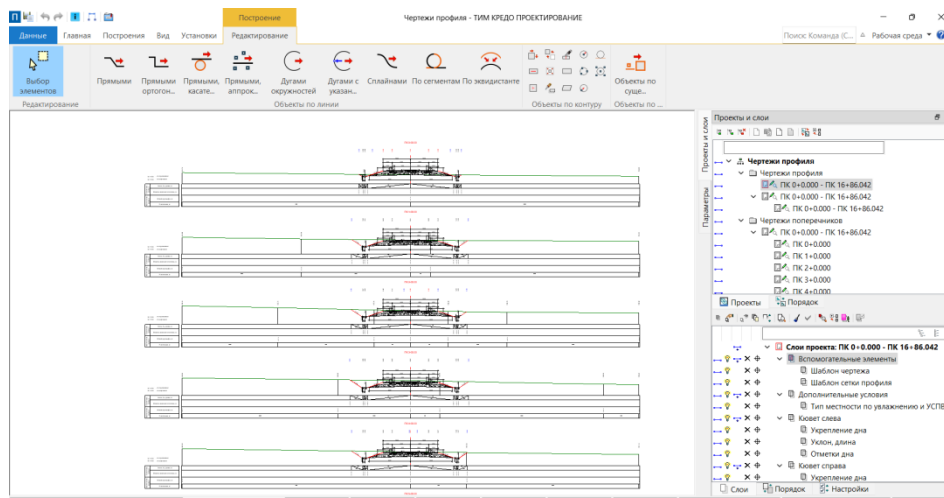 Построение
Чертежи профиля - ТИМ КРЕДО ПРОЕКТИРОВАНИЕ
Данные Главная Построения Вид Установки Редактирование
Поиск: Команда (C... Рабочая среда
Выбор элементов
Прямыми
Прямыми ортогон...
Прямыми, касате...
Прямыми, аппрок...
Дугами окружностей
Дугами с указан...
Сплайнами
По сегментам
По эквидистанте
Объекты по суще...
Редактирование
Объекты по линии
Объекты по контуру
Объекты по ...
Проекты и слои
Проекты и слои
Параметры
Чертежи профиля
Чертежи профиля
ПК 0+0.000 - ПК 16+86.042
ПК 0+0.000 - ПК 16+86.042
ПК 0+0.000 - ПК 16+86.042
Чертежи поперечников
ПК 0+0.000 - ПК 16+86.042
ПК 0+0.000
ПК 1+0.000
ПК 2+0.000
ПК 3+0.000
ПК 4+0.000
Проекты Порядок
Слои проекта: ПК 0+0.000 - ПК 16+86.042
Вспомогательные элементы
Шаблон чертежа
Шаблон сетки профиля
Дополнительные условия
Тип местности по увлажнению и УСПВ
Кювет слева
Укрепление дна
Уклон, длина
Отметки дна
Кювет справа
Укрепление дна
Слои Порядок Настройки